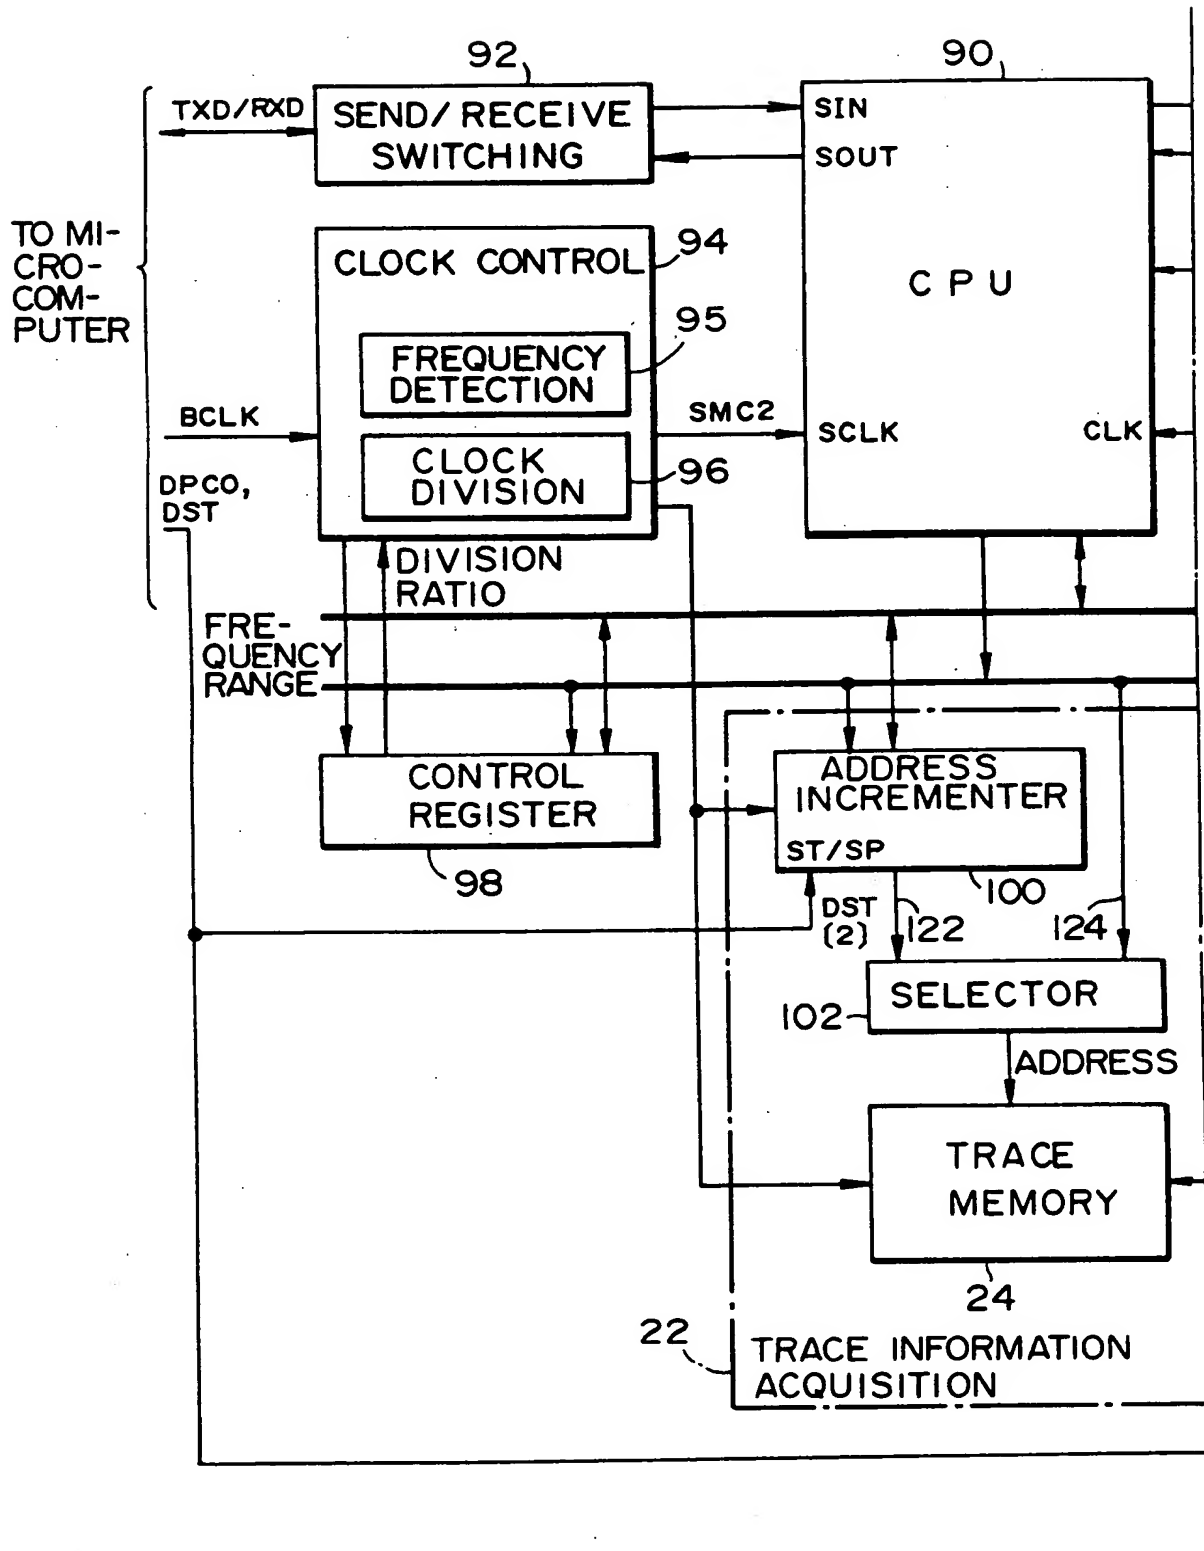 92
90
TXD/RXD
SEND/RECEIVE
SWITCHING
SIN
SOUT
TO MI-
CRO-
COM-
PUTER
CLOCK CONTROL
94
CPU
95
FREQUENCY
DETECTION
BCLK
SMC2
SCLK
CLK
CLOCK
DIVISION
96
DPCO,
DST
DIVISION
RATIO
FRE-
QUENCY
RANGE
CONTROL
REGISTER
98
ADDRESS
INCREMENTER
ST/SP
100
DST
(2)
122
124
SELECTOR
102
ADDRESS
TRACE
MEMORY
24
22
TRACE INFORMATION
ACQUISITION